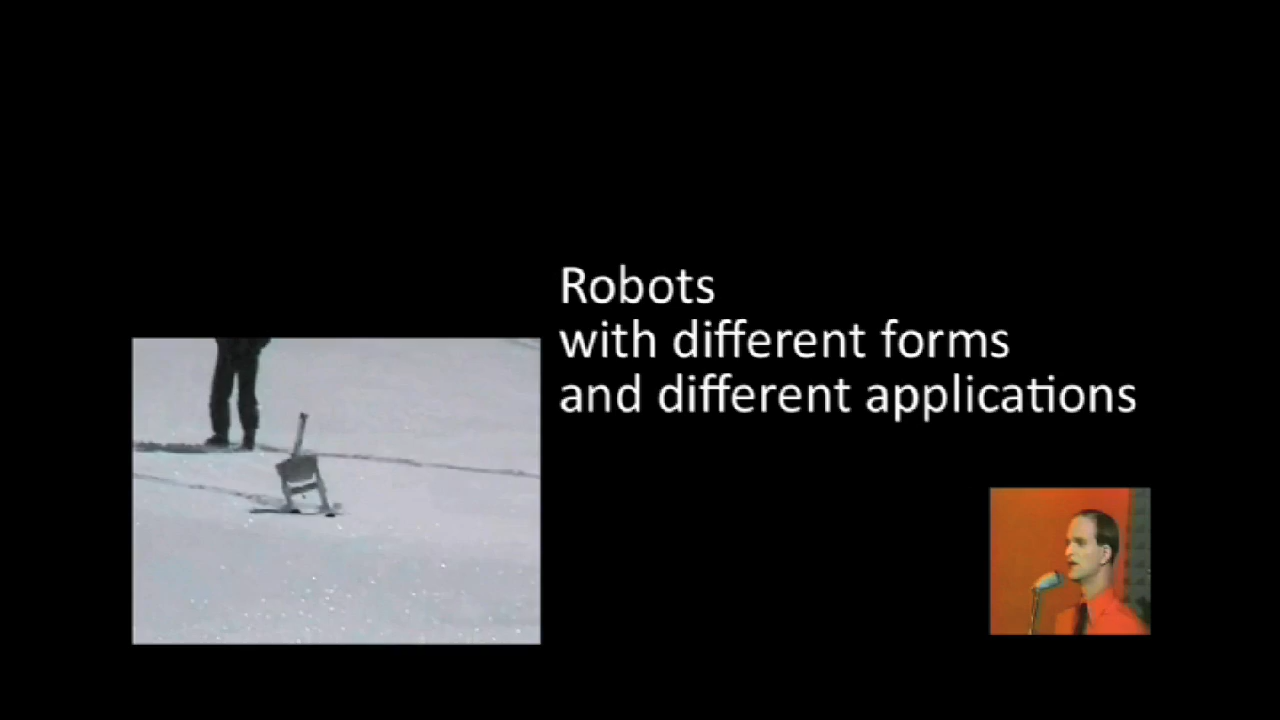 Robots
with different forms
and different applications